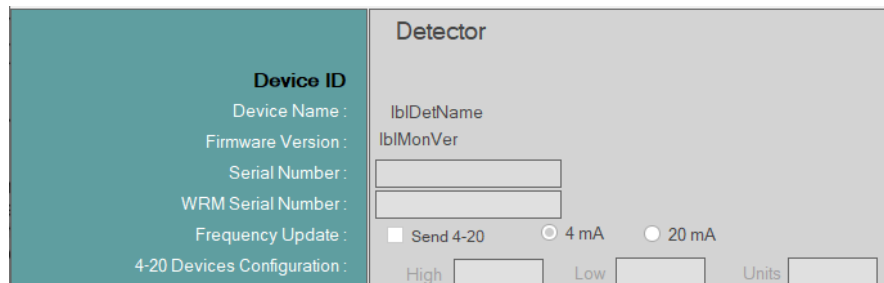 Detector
Device ID
Device Name : lblDetName
Firmware Version : lblMonVer
Serial Number :
WRM Serial Number :
Frequency Update : Send 4-20 4 mA 20 mA
4-20 Devices Configuration : High Low Units